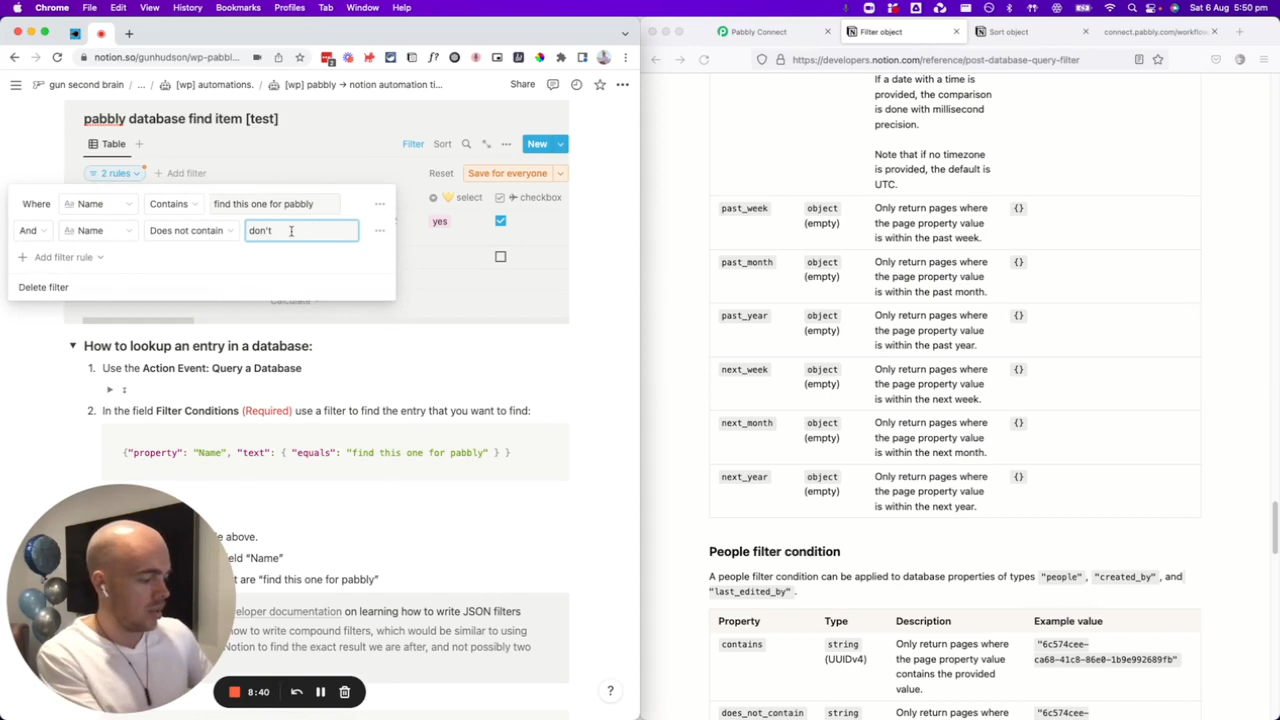 Chrome File Edit View History Bookmarks Profiles Tab Window Help
Sat 6 Aug 5:50 pm
notion.so/gunhudson/wp-pabbl...
gun second brain / ... / [wp] automations. / [wp] pabbly → notion automation ti...
Share
pabbly database find item [test]
Table
Filter Sort New
2 rules Add filter
Reset Save for everyone
Where Name Contains find this one for pabbly
And Name Does not contain don't
Add filter rule
Delete filter
select checkbox
yes
Calculate
How to lookup an entry in a database:
1. Use the Action Event: Query a Database
2. In the field Filter Conditions (Required) use a filter to find the entry that you want to find:
{"property": "Name", "text": { "equals": "find this one for pabbly" } }
e above.
eld “Name”
t are “find this one for pabbly”
eloper documentation on learning how to write JSON filters
how to write compound filters, which would be similar to using
Notion to find the exact result we are after, and not possibly two
8:40
?
Pabbly Connect
Filter object
Sort object
connect.pabbly.com/workflow.
https://developers.notion.com/reference/post-database-query-filter
If a date with a time is
provided, the comparison
is done with millisecond
precision.
Note that if no timezone
is provided, the default is
UTC.
past_week object (empty) Only return pages where {}
the page property value
is within the past week.
past_month object (empty) Only return pages where {}
the page property value
is within the past month.
past_year object (empty) Only return pages where {}
the page property value
is within the past year.
next_week object (empty) Only return pages where {}
the page property value
is within the next week.
next_month object (empty) Only return pages where {}
the page property value
is within the next month.
next_year object (empty) Only return pages where {}
the page property value
is within the next year.
People filter condition
A people filter condition can be applied to database properties of types "people", "created_by", and
"last_edited_by".
Property Type Description Example value
contains string (UUIDv4) Only return pages where "6c574cee-
the page property value ca68-41c8-86e0-1b9e992689fb"
contains the provided
value.
does_not_contain string Only return pages where "6c574cee-